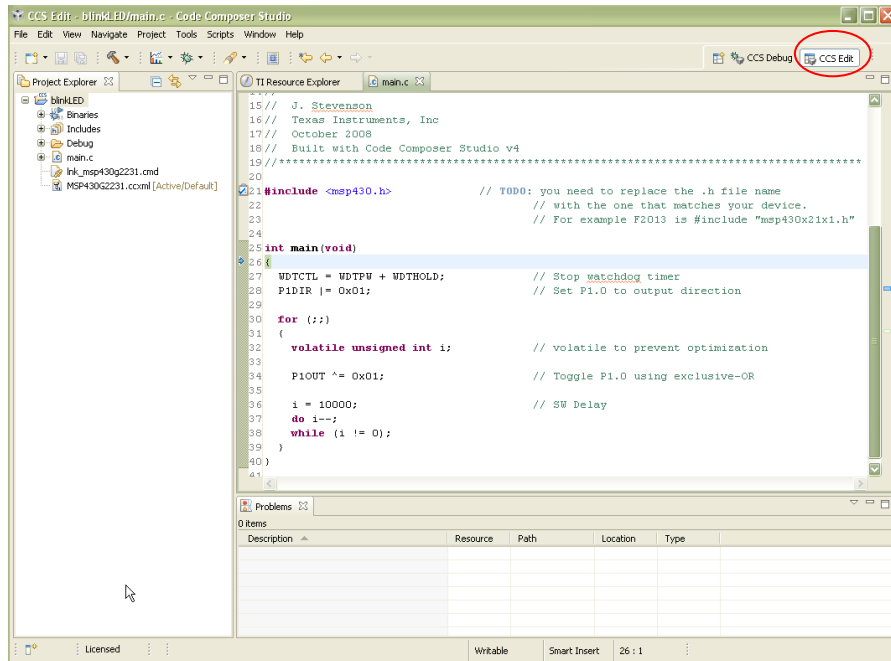 CCS Edit - blinkLED/main.c - Code Composer Studio
File Edit View Navigate Project Tools Scripts Window Help
CCS Debug CCS Edit
Project Explorer
blinkLED
Binaries
Includes
Debug
main.c
lnk_msp430g2231.cmd
MSP430G2231.ccxml [Active/Default]
TI Resource Explorer main.c
15// J. Stevenson
16// Texas Instruments, Inc
17// October 2008
18// Built with Code Composer Studio v4
19//******************************************************************************
20
21#include <msp430.h> // TODO: you need to replace the .h file name
22 // with the one that matches your device.
23 // For example F2013 is #include "msp430x21x1.h"
24
25int main(void)
26{
27 WDTCTL = WDTPW + WDTHOLD; // Stop watchdog timer
28 P1DIR |= 0x01; // Set P1.0 to output direction
29
30 for (;;)
31 {
32 volatile unsigned int i; // volatile to prevent optimization
33
34 P1OUT ^= 0x01; // Toggle P1.0 using exclusive-OR
35
36 i = 10000; // SW Delay
37 do i--;
38 while (i != 0);
39 }
40}
41
Problems
0 items
Description Resource Path Location Type
Licensed Writable Smart Insert 26 : 1